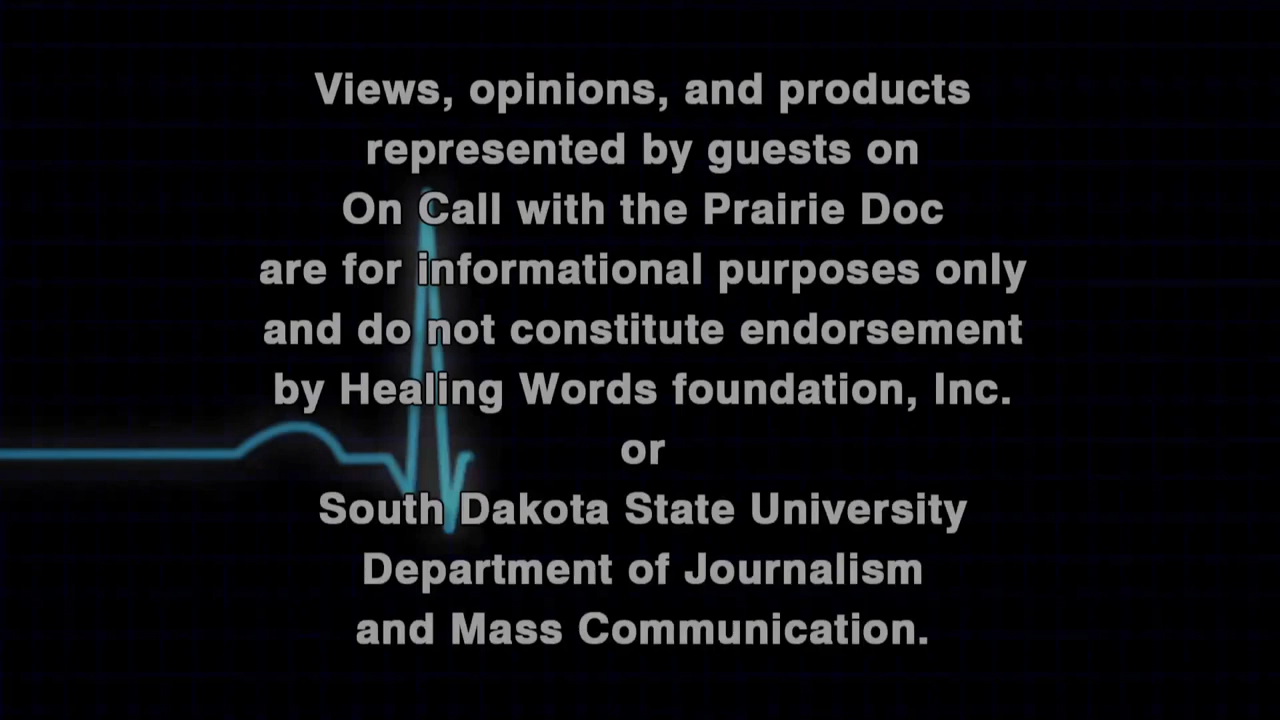 Views, opinions, and products
represented by guests on
On Call with the Prairie Doc
are for informational purposes only
and do not constitute endorsement
by Healing Words foundation, Inc.
or
South Dakota State University
Department of Journalism
and Mass Communication.